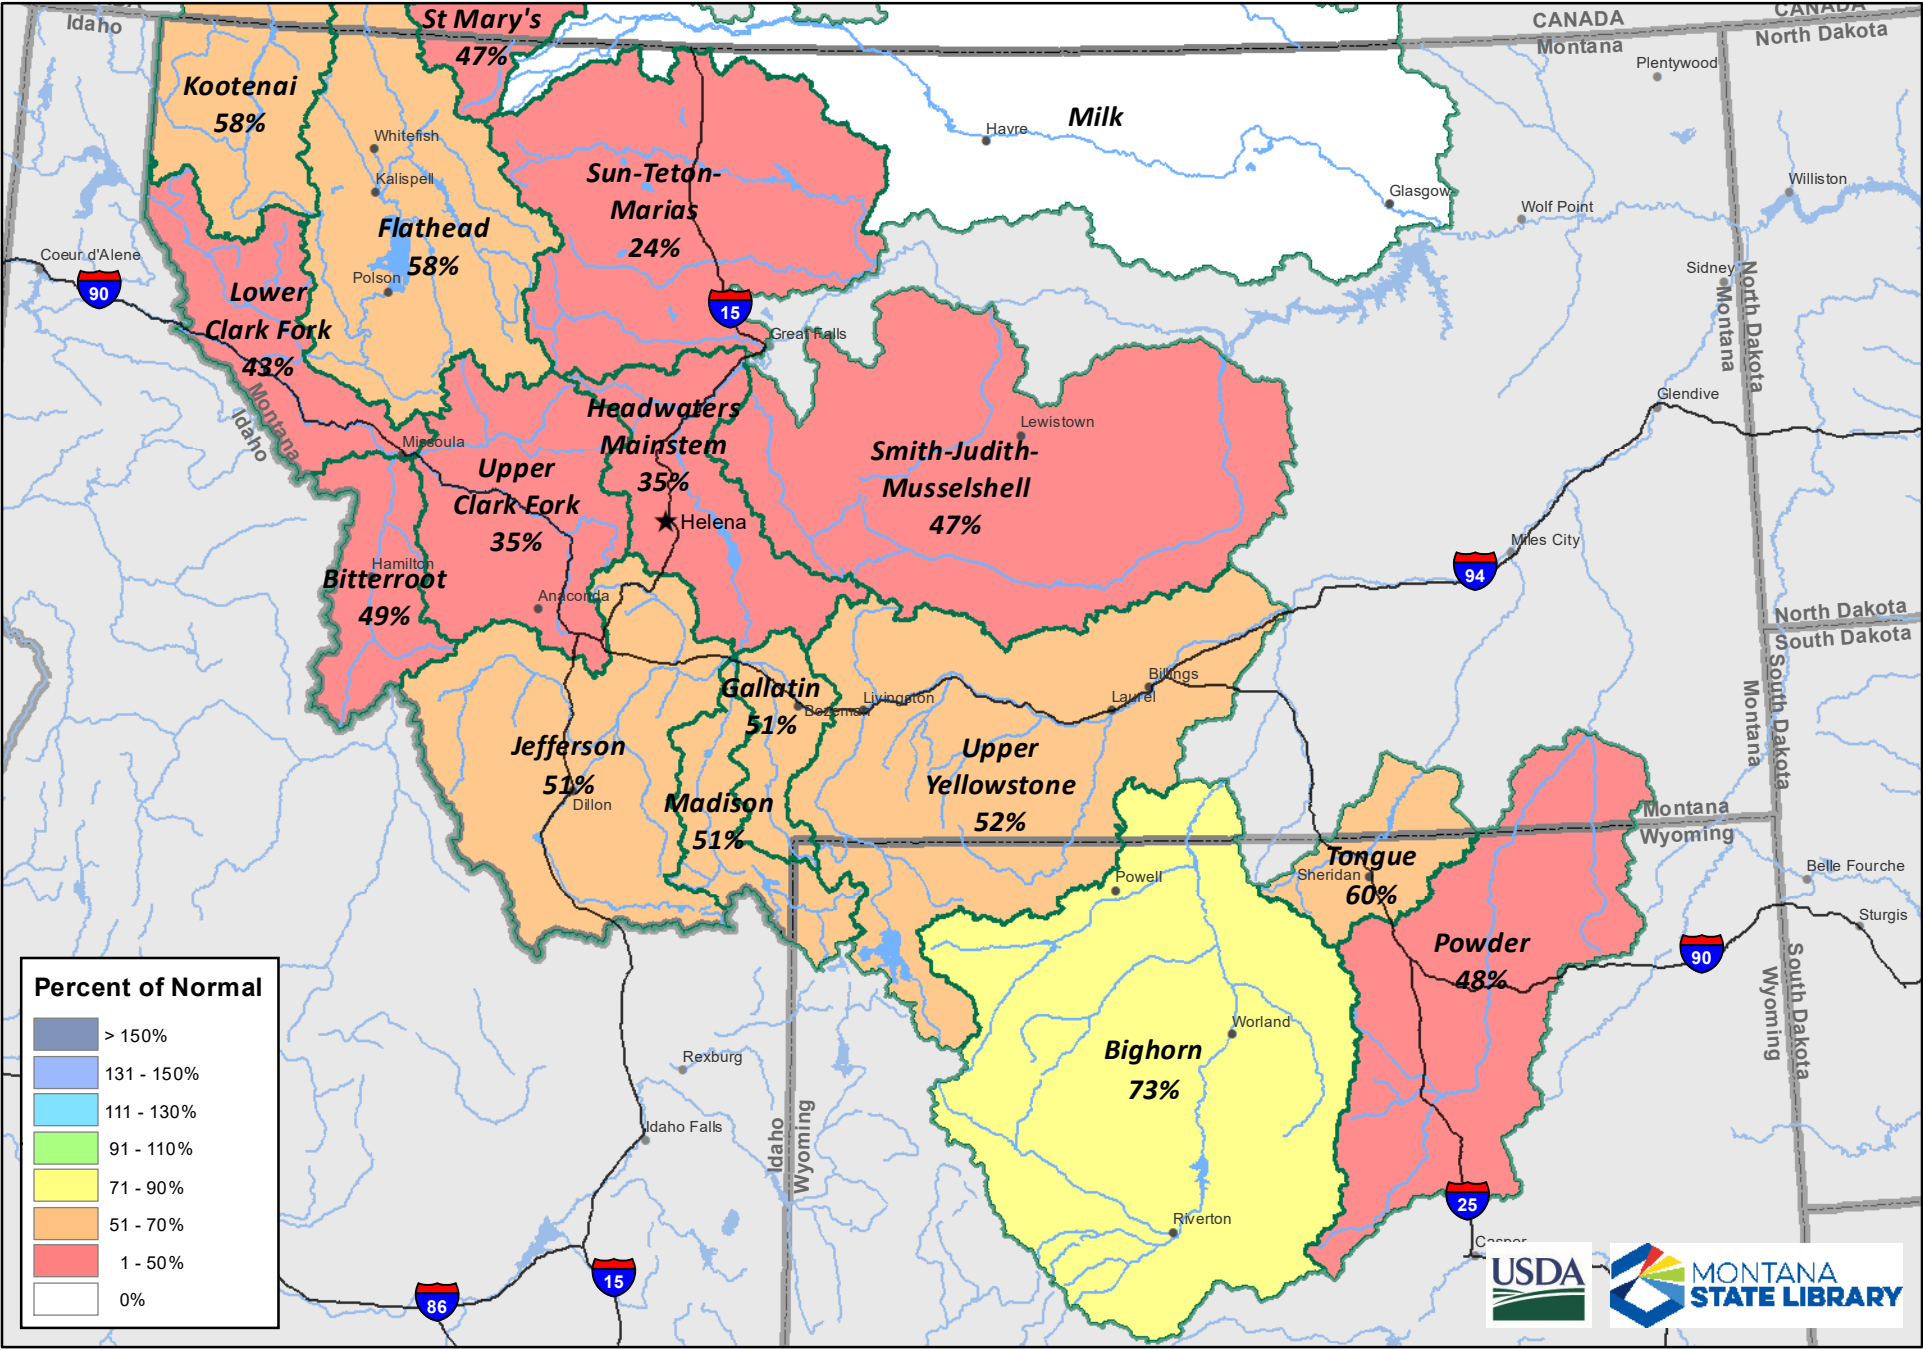 Idaho
St Mary's
47%
CANADA
Montana
CANADA
North Dakota
Plentywood
Kootenai
58%
Whitefish
Kalispell
Milk
Havre
Glasgow
Williston
Wolf Point
Sun-Teton-
Marias
24%
Flathead
58%
Polson
Coeur d'Alene
90
Lower
Clark Fork
43%
15
Great Falls
Sidney
North Dakota
Montana
Glendive
Montana
Idaho
Missoula
Headwaters
Mainstem
35%
Helena
Lewistown
Smith-Judith-
Musselshell
47%
Upper
Clark Fork
35%
Hamilton
Bitterroot
49%
Anaconda
Miles City
94
North Dakota
South Dakota
South Dakota
Montana
Gallatin
51%
Bozeman
Livingston
Billings
Laurel
Jefferson
51%
Dillon
Madison
51%
Upper
Yellowstone
52%
Montana
Wyoming
Tongue
60%
Sheridan
Powell
Belle Fourche
Sturgis
Powder
48%
90
South Dakota
Wyoming
Worland
Bighorn
73%
Rexburg
Idaho Falls
Idaho
Wyoming
Riverton
25
Casper
15
86
Percent of Normal
> 150%
131 - 150%
111 - 130%
91 - 110%
71 - 90%
51 - 70%
1 - 50%
0%
USDA
MONTANA
STATE LIBRARY